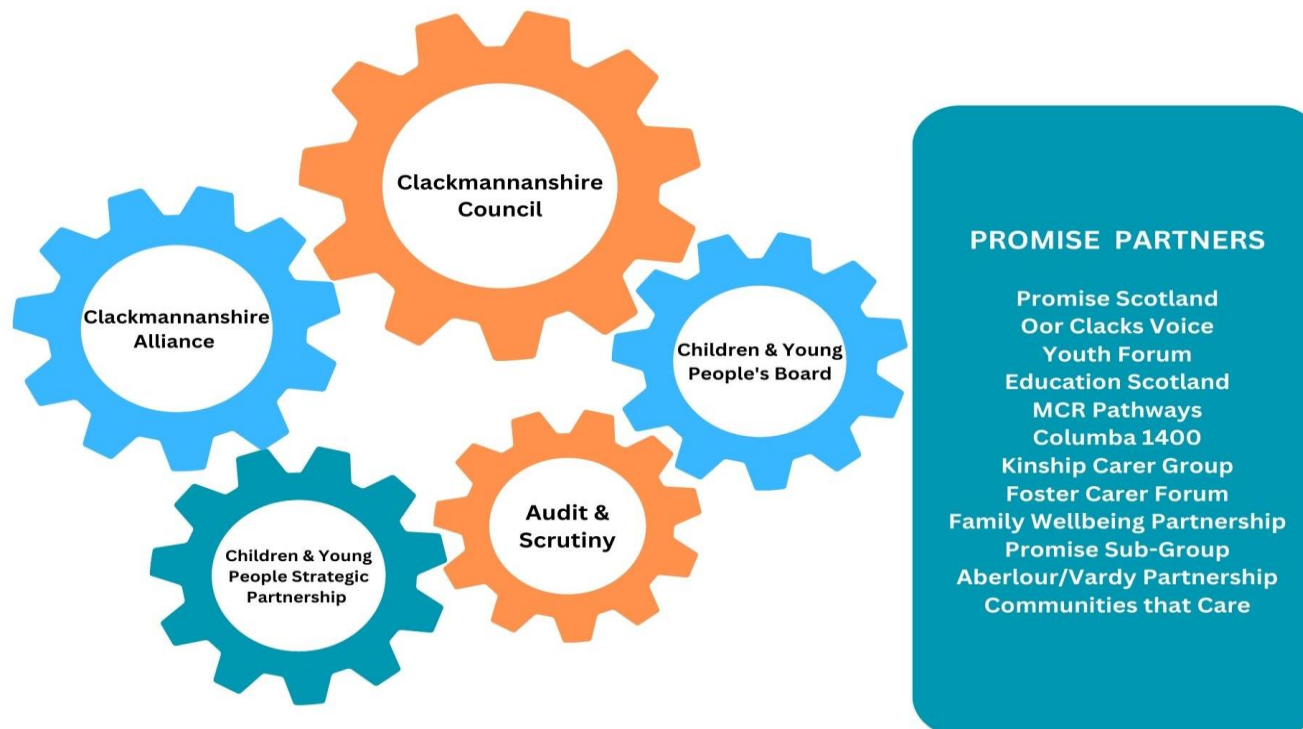 Clackmannanshire
Council
Clackmannanshire
Alliance
Children & Young
People's Board
Audit &
Scrutiny
Children & Young
People Strategic
Partnership
PROMISE PARTNERS
Promise Scotland
Oor Clacks Voice
Youth Forum
Education Scotland
MCR Pathways
Columba 1400
Kinship Carer Group
Foster Carer Forum
Family Wellbeing Partnership
Promise Sub-Group
Aberlour/Vardy Partnership
Communities that Care